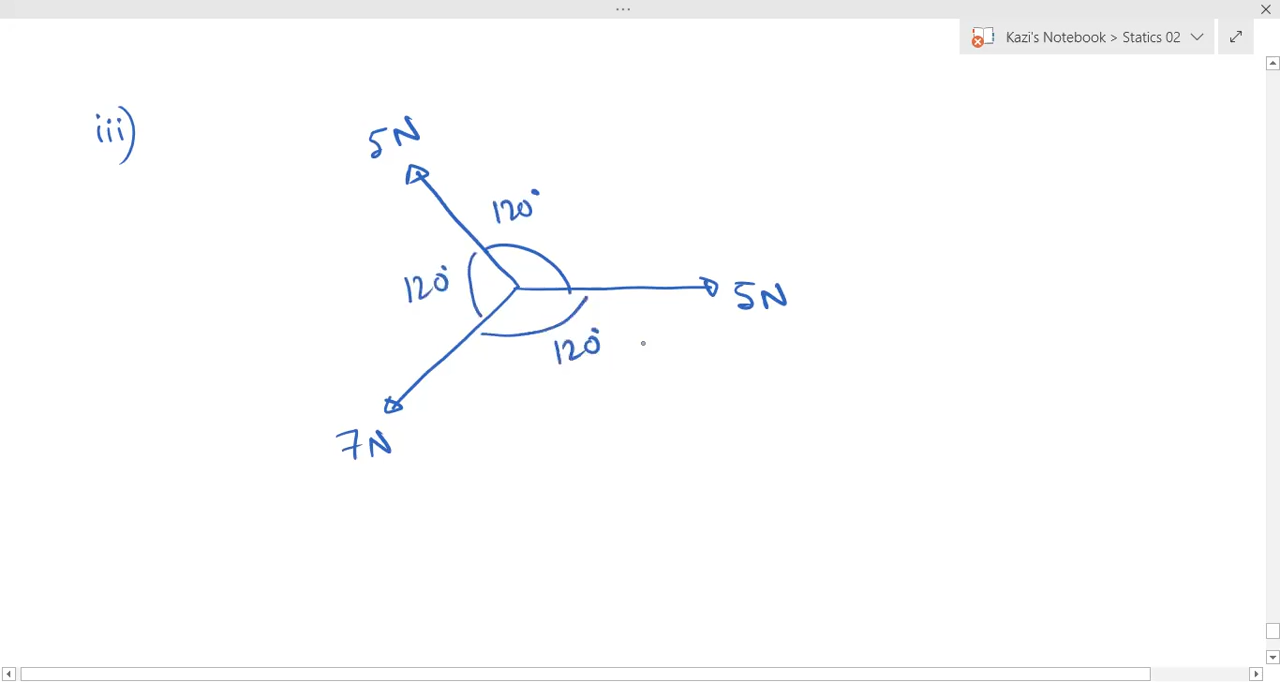 ...
Kazi's Notebook > Statics 02
iii)
5N
120°
120°
5N
120°
7N